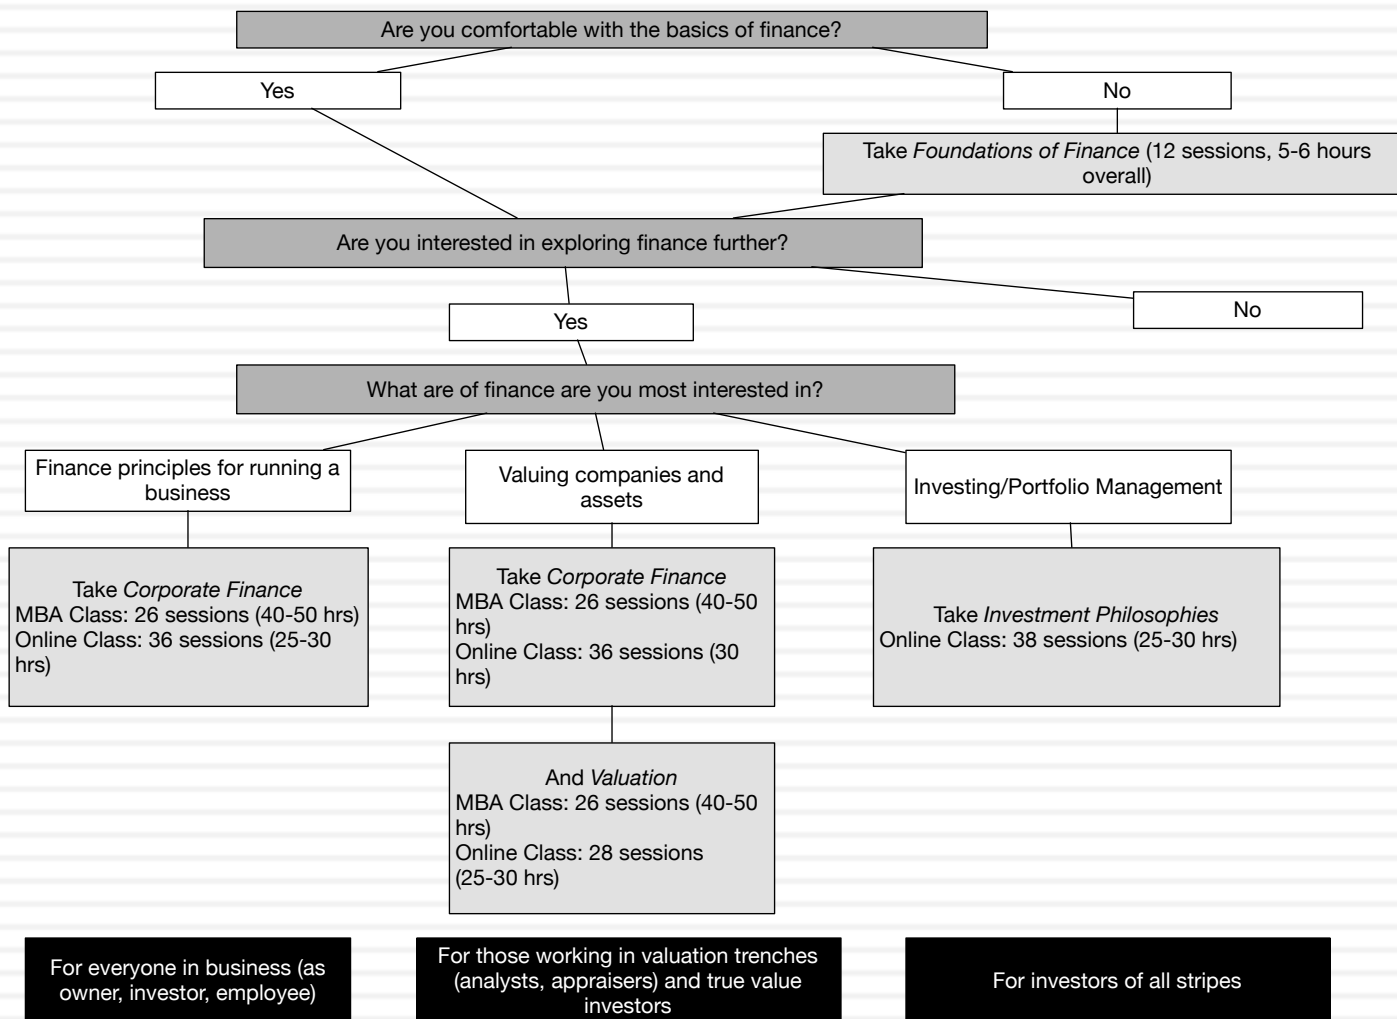 Are you comfortable with the basics of finance?
Yes
No
Take Foundations of Finance (12 sessions, 5-6 hours
overall)
Are you interested in exploring finance further?
Yes
No
What are of finance are you most interested in?
Finance principles for running a
business
Valuing companies and
assets
Investing/Portfolio Management
Take Corporate Finance
MBA Class: 26 sessions (40-50 hrs)
Online Class: 36 sessions (25-30
hrs)
Take Corporate Finance
MBA Class: 26 sessions (40-50
hrs)
Online Class: 36 sessions (30
hrs)
Take Investment Philosophies
Online Class: 38 sessions (25-30 hrs)
And Valuation
MBA Class: 26 sessions (40-50
hrs)
Online Class: 28 sessions
(25-30 hrs)
For everyone in business (as
owner, investor, employee)
For those working in valuation trenches
(analysts, appraisers) and true value
investors
For investors of all stripes